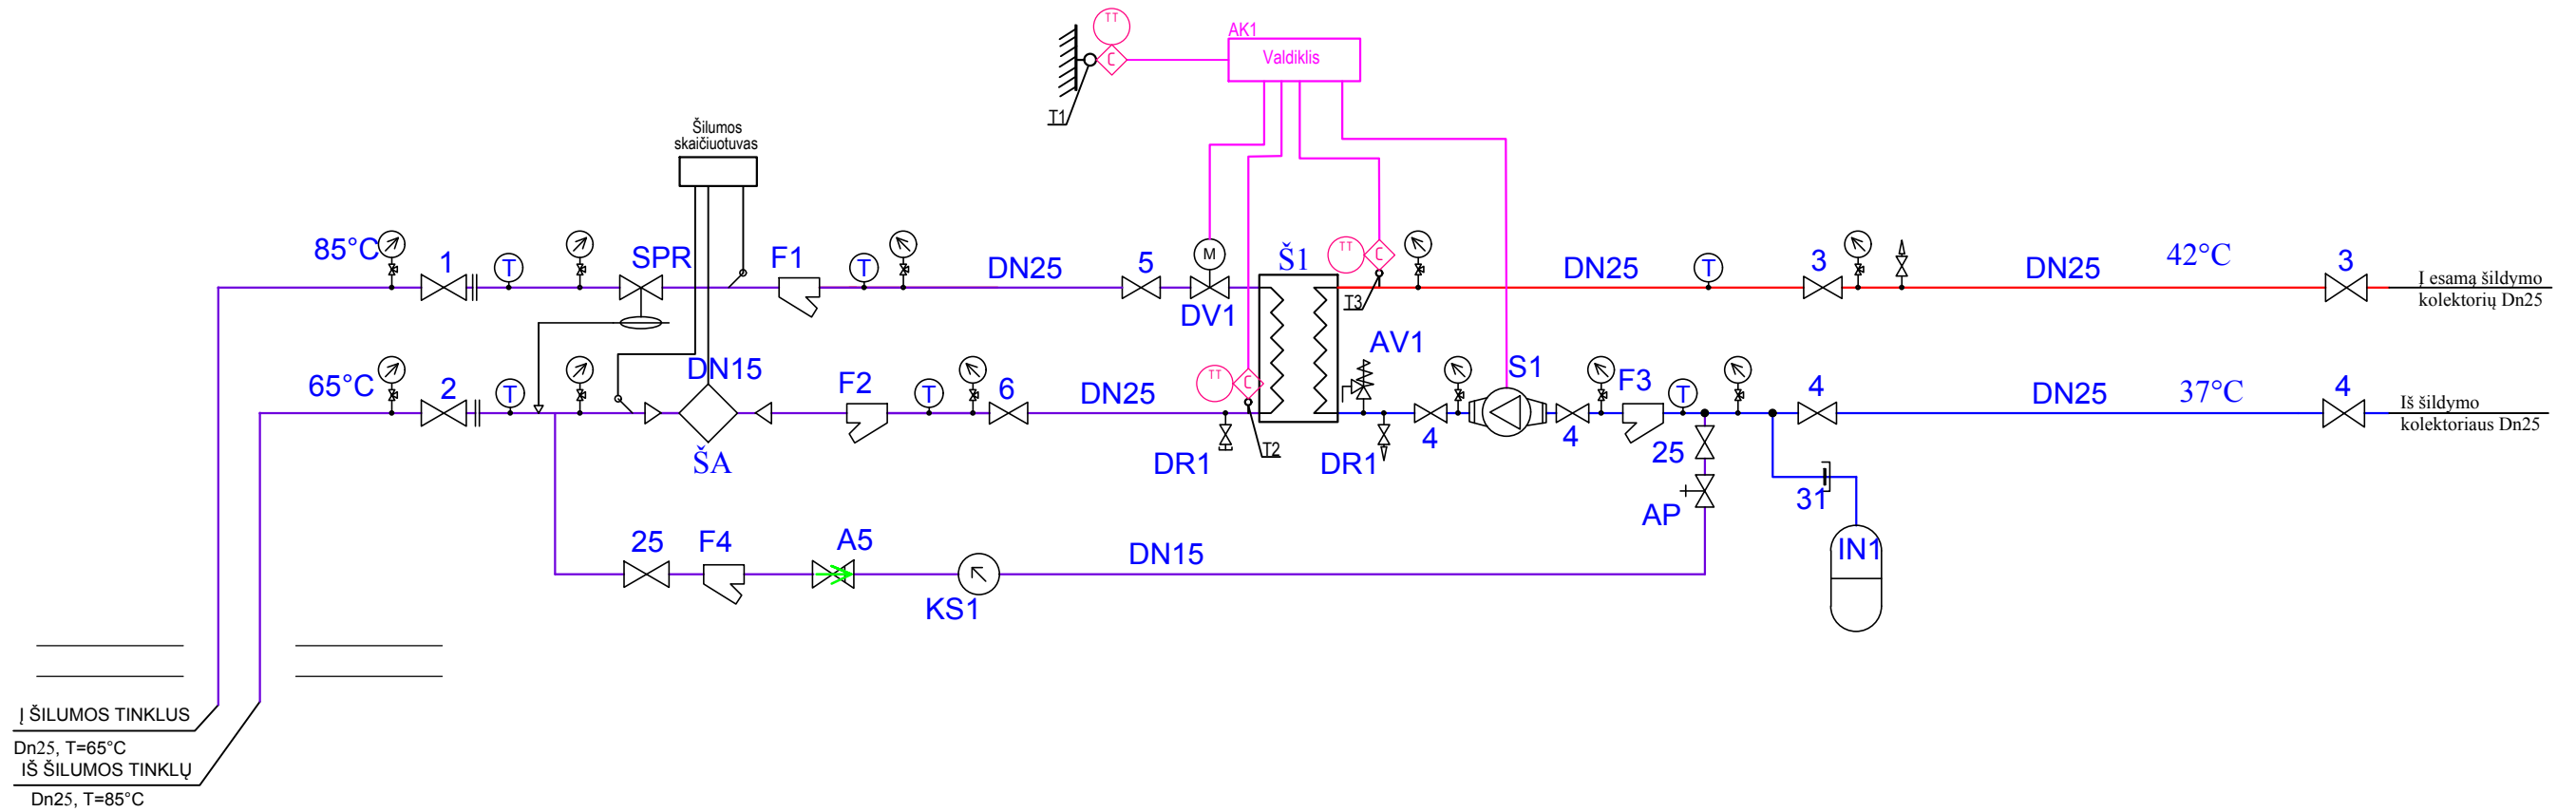 TT
AK1
Valdiklis
C
T1
Šilumos
skaičiuotuvas
85°C
1
T
SPR
F1
T
DN25
5
M
DV1
Š1
TT
C
T3
DN25
T
3
DN25
42°C
3
Į esamą šildymo
kolektorių Dn25
65°C
2
T
DN15
ŠA
F2
T
6
DN25
TT
C
DR1
T2
AV1
DR1
4
S1
4
F3
T
4
DN25
37°C
4
Iš šildymo
kolektoriaus Dn25
25
AP
31
IN1
25
F4
A5
KS1
DN15
Į ŠILUMOS TINKLUS
Dn25, T=65°C
IŠ ŠILUMOS TINKLŲ
Dn25, T=85°C